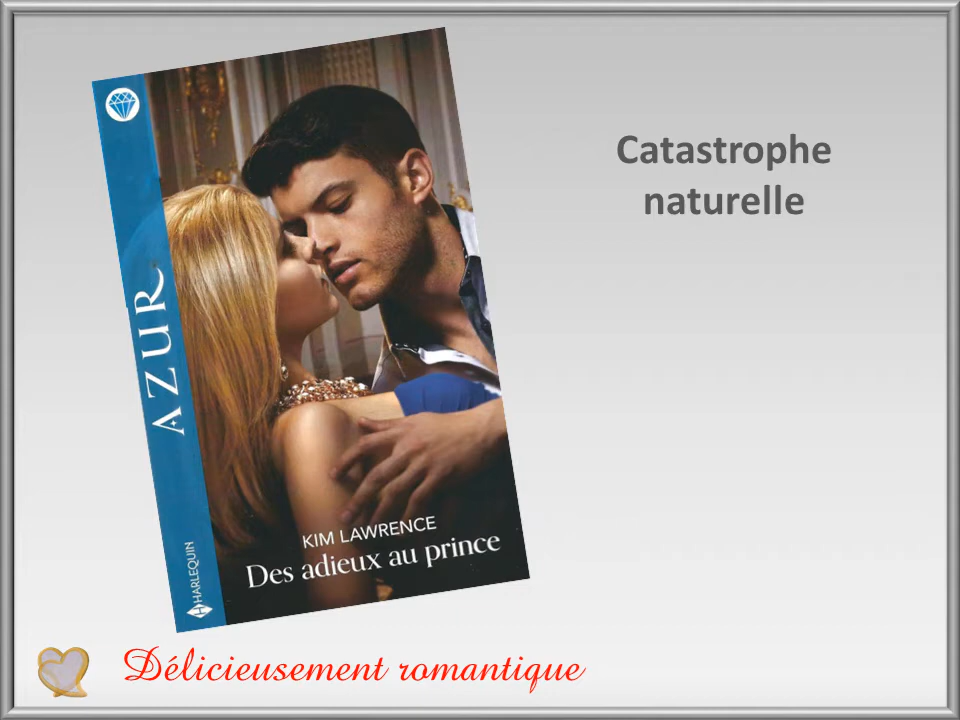 AZUR
HARLEQUIN
KIM LAWRENCE
Des adieux au prince
Catastrophe
naturelle
Délicieusement romantique